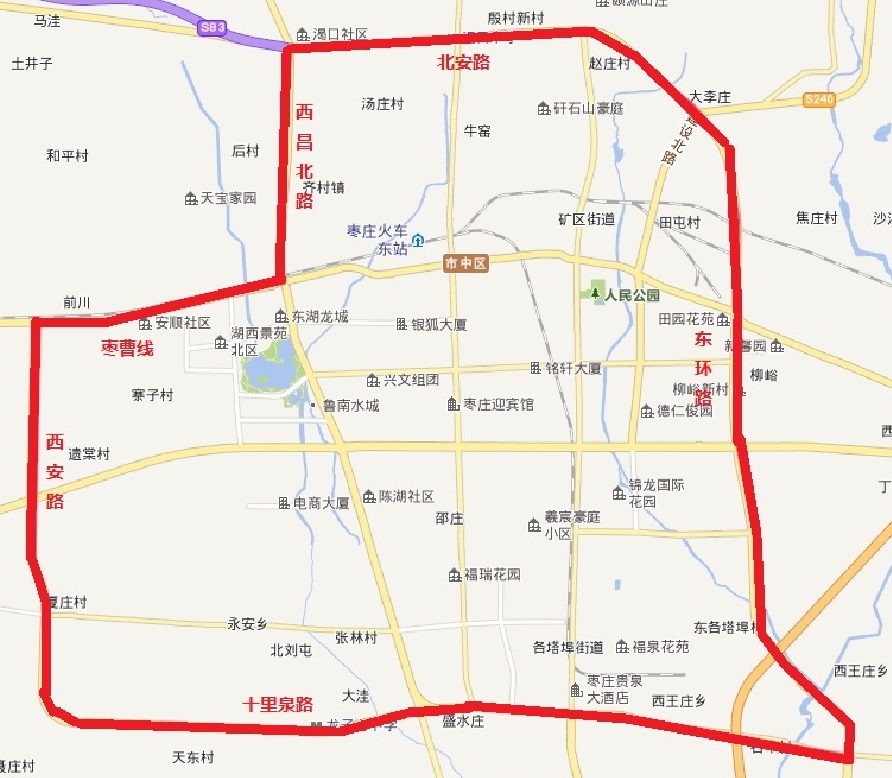 颐源山庄
殷村新村
马洼
S83
渴口社区
北安路
赵庄村
土井子
大李庄
S240
汤庄村
矸石山豪庭
西
昌
北
路
牛窑
建设北路
和平村
后村
齐村镇
天宝家园
矿区街道
田屯村
焦庄村
枣庄火车
东站
市中区
人民公园
前川
安顺社区
东湖龙城
银狐大厦
田园花苑
湖西景苑
北区
枣曹线
东
环
路
铭轩大厦
柳峪
兴文组团
寨子村
柳峪新村
鲁南水城
枣庄迎宾馆
德仁俊园
西
安
路
遗棠村
锦龙国际
花园
电商大厦
陈湖社区
邵庄
羲宸豪庭
小区
福瑞花园
夏庄村
永安乡
张林村
北刘屯
各塔埠街道
福泉花苑
西王庄乡
枣庄贵泉
大酒店
西王庄乡
大洼
十里泉路
盛水庄
天东村
聂庄村